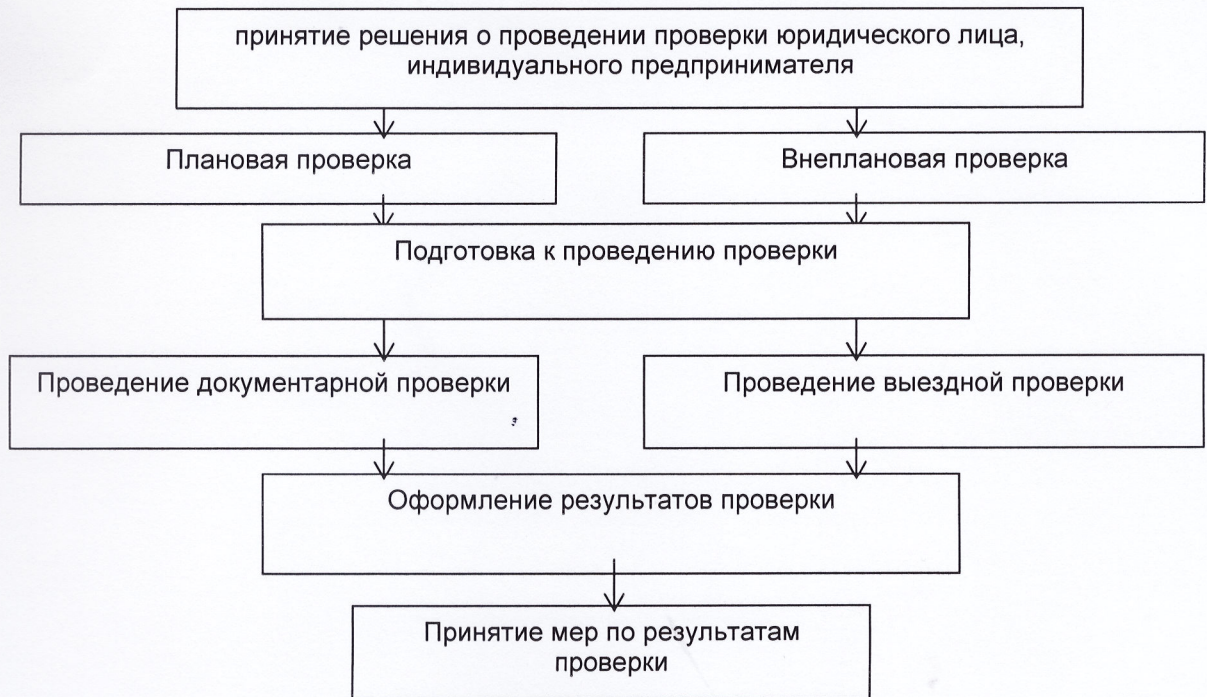 принятие решения о проведении проверки юридического лица,
индивидуального предпринимателя
Плановая проверка
Внеплановая проверка
Подготовка к проведению проверки
Проведение документарной проверки
Проведение выездной проверки
Оформление результатов проверки
Принятие мер по результатам
проверки